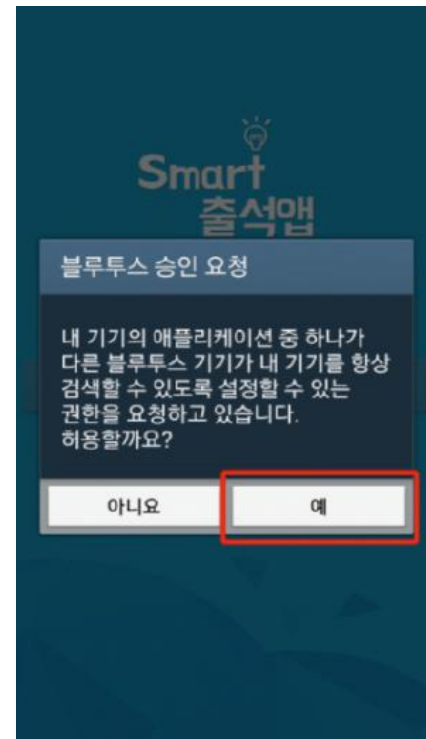 Smart
출석앱
블루투스 승인 요청
내 기기의 애플리케이션 중 하나가
다른 블루투스 기기가 내 기기를 항상
검색할 수 있도록 설정할 수 있는
권한을 요청하고 있습니다.
허용할까요?
아니요
예